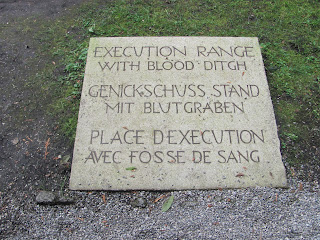 EXECUTION RANGE
WITH BLOOD DITCH
GENICKSCHUSS STAND
MIT BLUTGRABEN
PLACE D'EXECUTION
AVEC FOSSE DE SANG